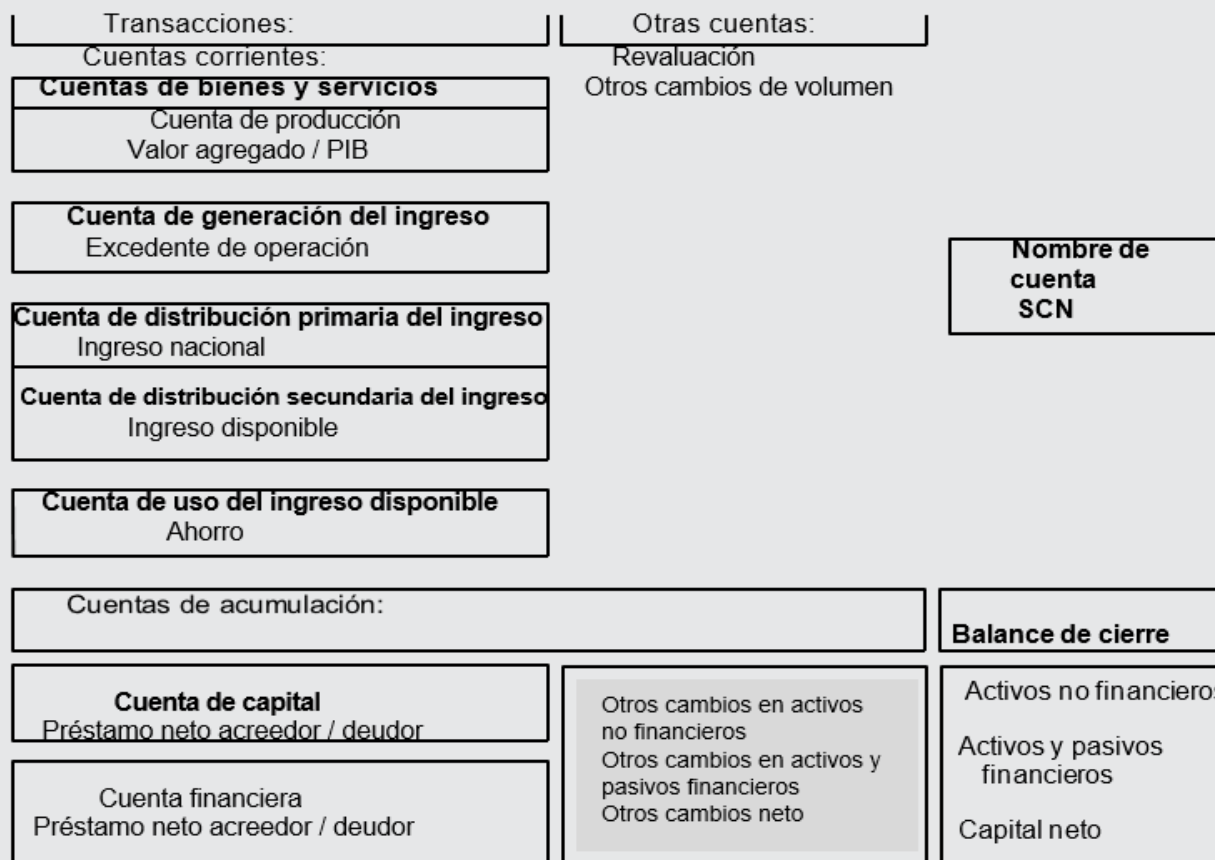 Transacciones:
Otras cuentas:
Cuentas corrientes:
Revaluación
Cuentas de bienes y servicios
Otros cambios de volumen
Cuenta de producción
Valor agregado / PIB
Cuenta de generación del ingreso
Excedente de operación
Nombre de
cuenta
SCN
Cuenta de distribución primaria del ingreso
Ingreso nacional
Cuenta de distribución secundaria del ingreso
Ingreso disponible
Cuenta de uso del ingreso disponible
Ahorro
Cuentas de acumulación:
Balance de cierre
Cuenta de capital
Préstamo neto acreedor / deudor
Cuenta financiera
Préstamo neto acreedor / deudor
Otros cambios en activos
no financieros
Otros cambios en activos y
pasivos financieros
Otros cambios neto
Activos no financieros
Activos y pasivos
financieros
Capital neto